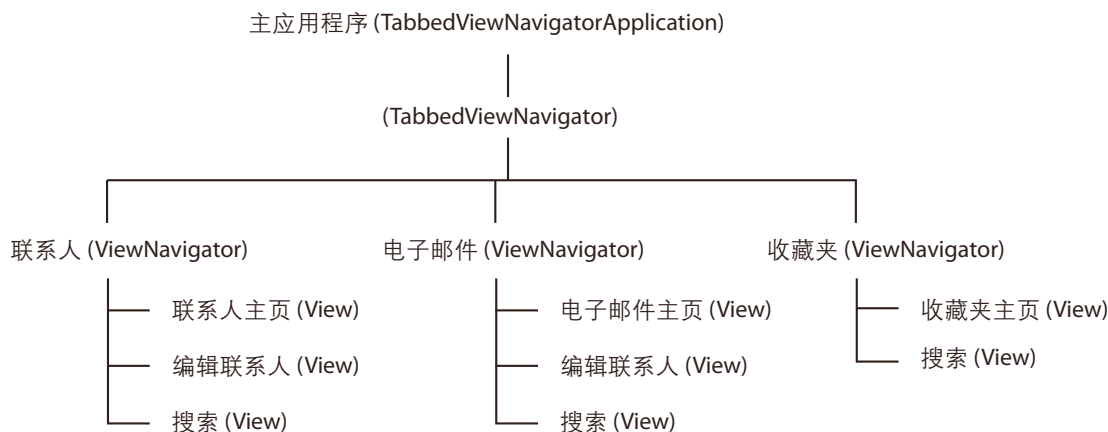 主应用程序 (TabbedViewNavigatorApplication)
(TabbedViewNavigator)
联系人 (ViewNavigator)
电子邮件 (ViewNavigator)
收藏夹 (ViewNavigator)
联系人主页 (View)
电子邮件主页 (View)
收藏夹主页 (View)
编辑联系人 (View)
编辑联系人 (View)
搜索 (View)
搜索 (View)
搜索 (View)